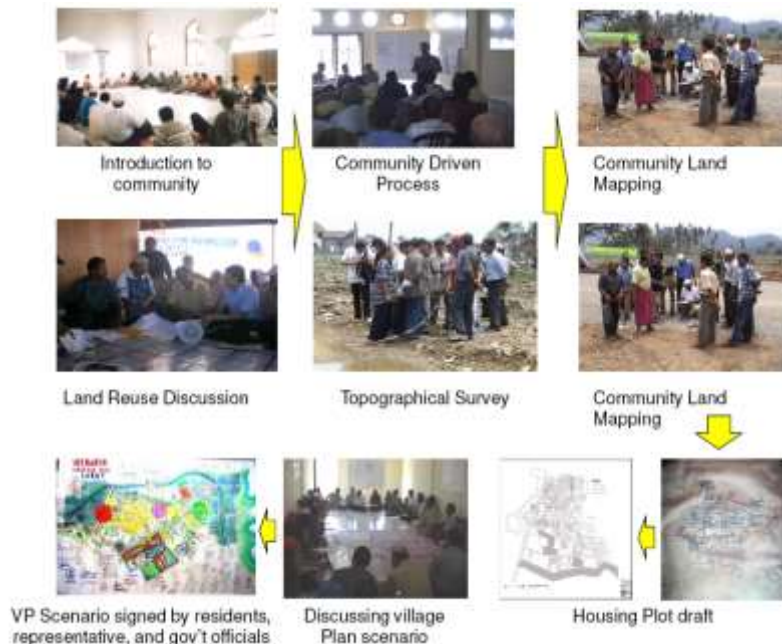 Introduction to
community
Community Driven
Process
Community Land
Mapping
Land Reuse Discussion
Topographical Survey
Community Land
Mapping
VP Scenario signed by residents,
representative, and gov't officials
Discussing village
Plan scenario
Housing Plot draft